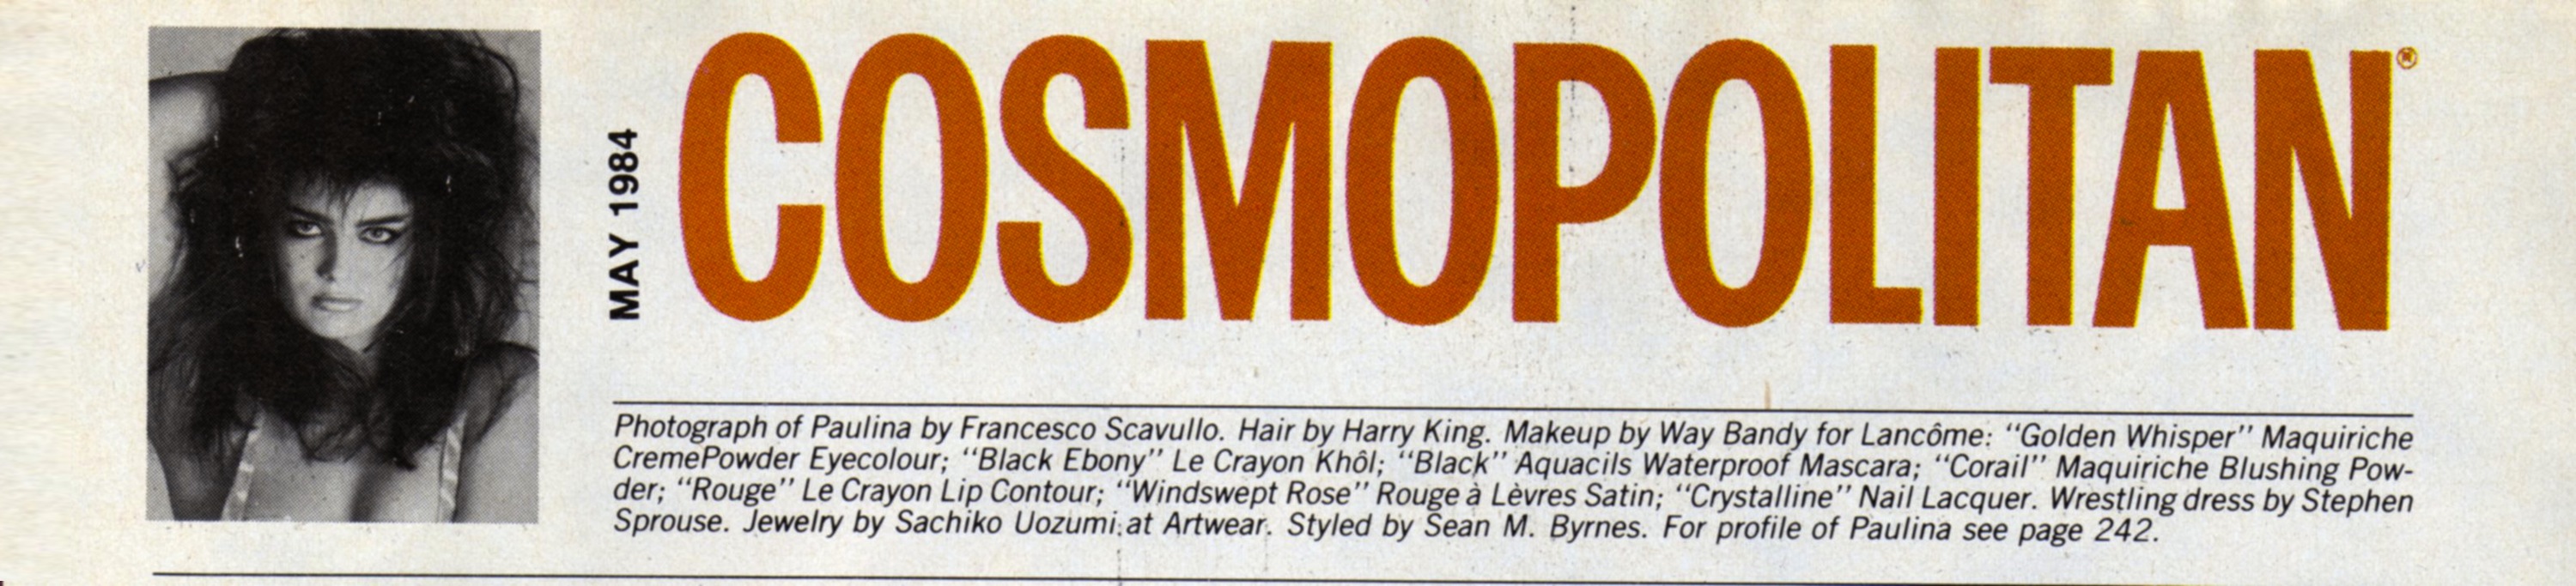 MAY 1984
COSMOPOLITAN®
Photograph of Paulina by Francesco Scavullo. Hair by Harry King. Makeup by Way Bandy for Lancôme: “Golden Whisper” Maquiriche
CremePowder Eyecolour; “Black Ebony” Le Crayon Khôl; “Black” Aquacils Waterproof Mascara; “Corail” Maquiriche Blushing Pow-
der; “Rouge” Le Crayon Lip Contour; “Windswept Rose” Rouge à Lèvres Satin; “Crystalline” Nail Lacquer. Wrestling dress by Stephen
Sprouse. Jewelry by Sachiko Uozumi at Artwear. Styled by Sean M. Byrnes. For profile of Paulina see page 242.